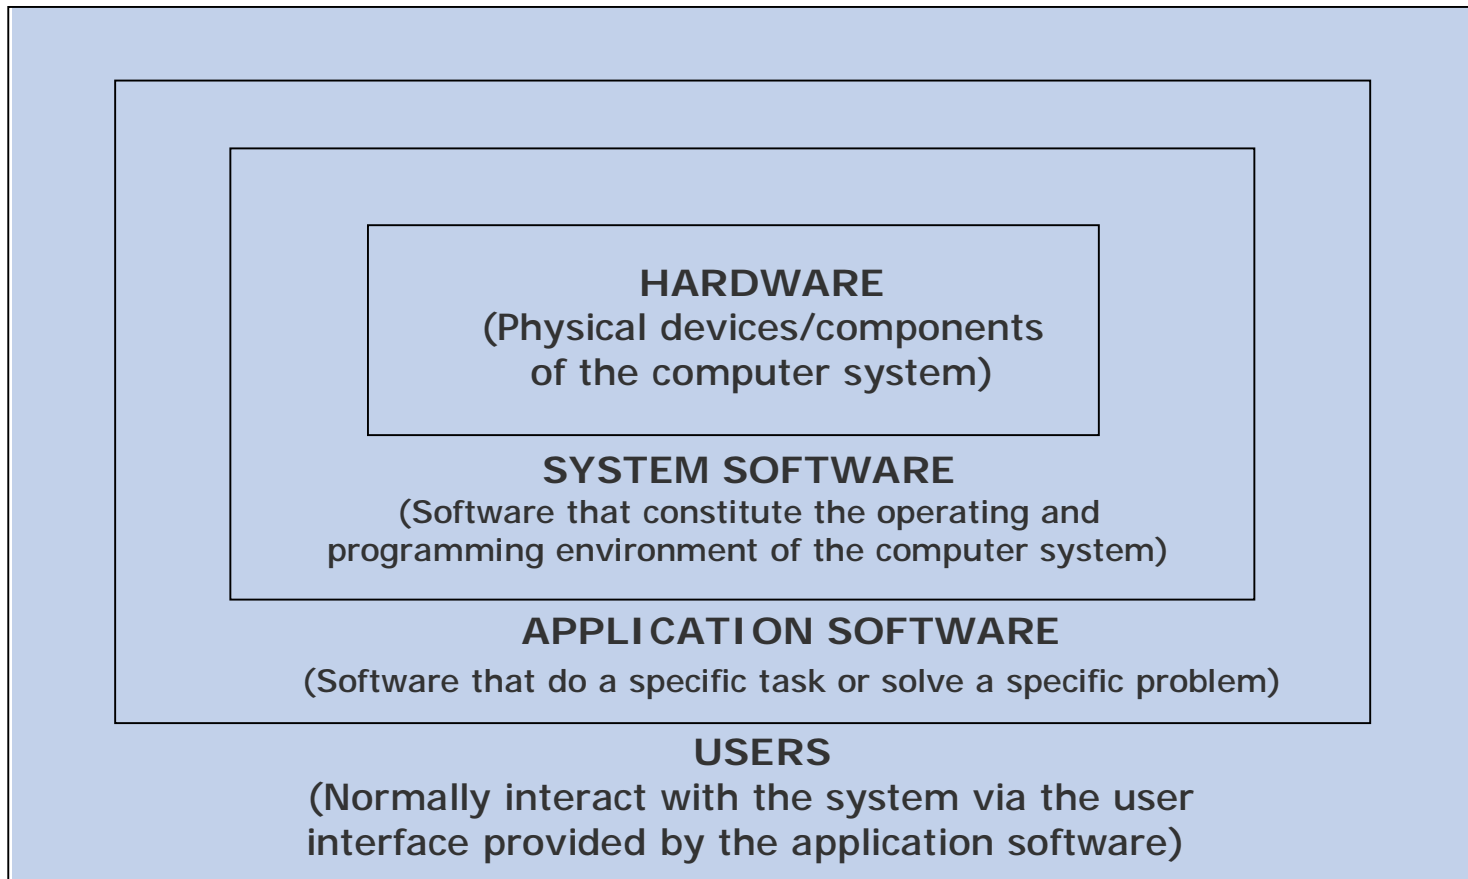 HARDWARE
(Physical devices/components
of the computer system)
SYSTEM SOFTWARE
(Software that constitute the operating and
programming environment of the computer system)
APPLICATION SOFTWARE
(Software that do a specific task or solve a specific problem)
USERS
(Normally interact with the system via the user
interface provided by the application software)